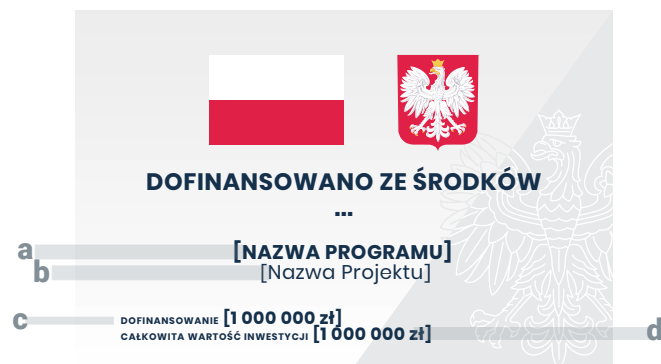 DOFINANSOWANO ZE ŚRODKÓW
...
a [NAZWA PROGRAMU]
b [Nazwa Projektu]
c DOFINANSOWANIE [1 000 000 zł]
CAŁKOWITA WARTOŚĆ INWESTYCJI [1 000 000 zł] d